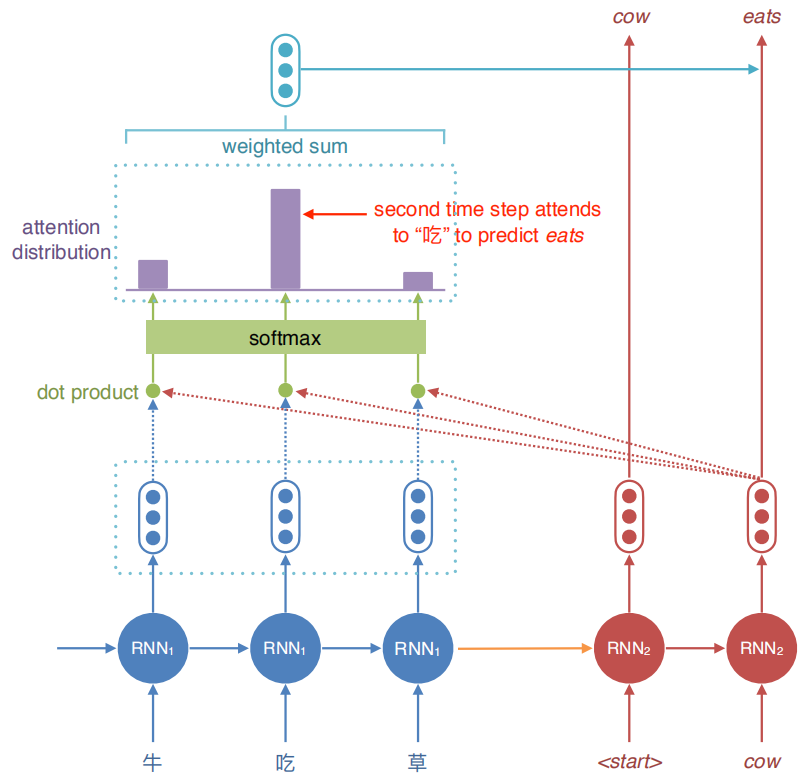 cow
eats
weighted sum
attention
distribution
second time step attends
to “吃” to predict eats
softmax
dot product
RNN₁
RNN₁
RNN₁
RNN₂
RNN₂
牛
吃
草
<start>
cow